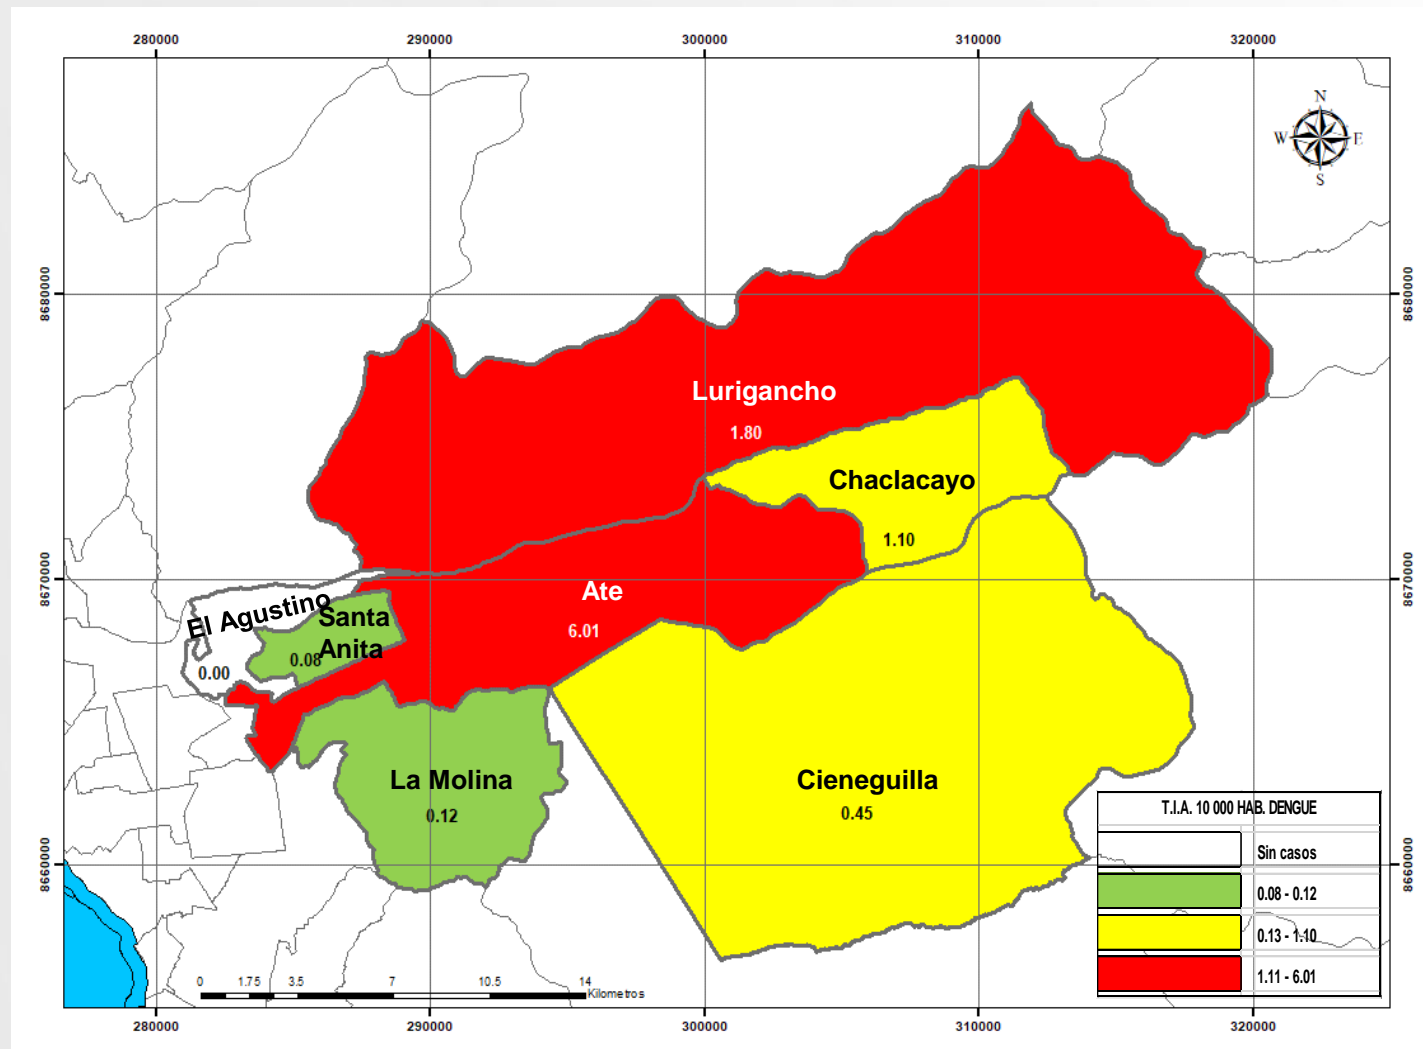 280000
290000
300000
310000
320000
N
W
E
S
8680000
8680000
Lurigancho
1.80
Chaclacayo
1.10
8670000
8670000
Ate
6.01
El Agustino
0.00
Santa
Anita
0.08
La Molina
0.12
Cieneguilla
0.45
8660000
8660000
T.I.A. 10 000 HAB. DENGUE
Sin casos
0.08 - 0.12
0.13 - 1.10
1.11 - 6.01
0 1.75 3.5 7 10.5 14
Kilometros
280000
290000
300000
310000
320000